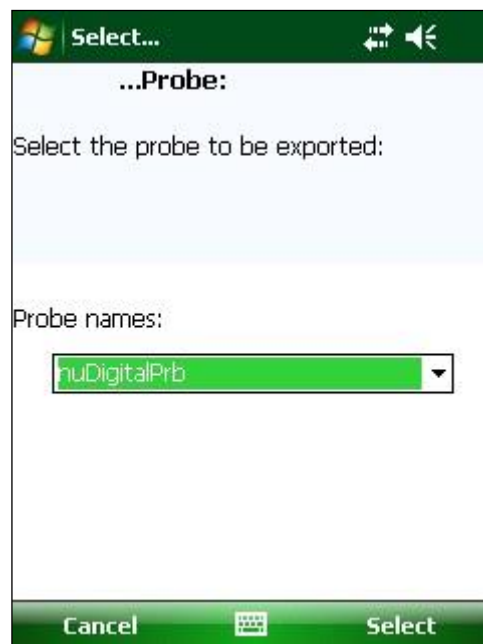 Select...
...Probe:
Select the probe to be exported:
Probe names:
nuDigitalPrb
Cancel
Select